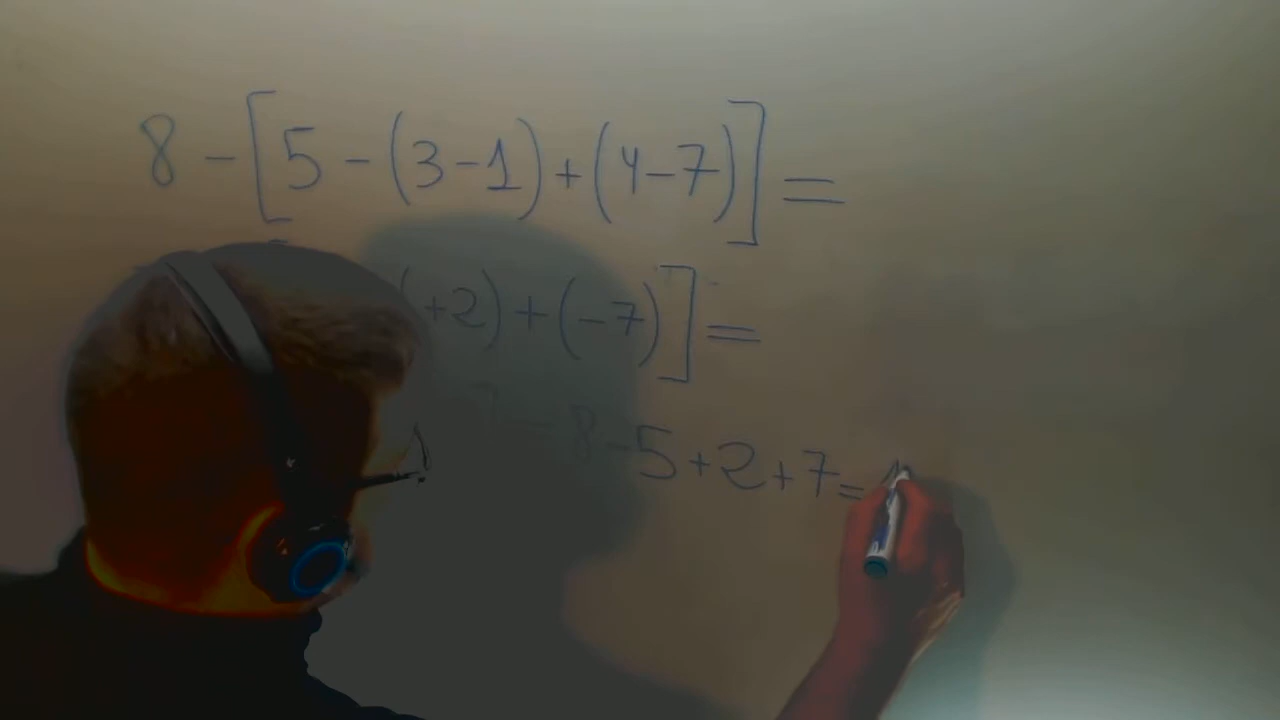 8 - [5 - (3 - 1) + (4 - 7)] =
(+2) + (-7)] =
= 8 - 5 + 2 + 7 =